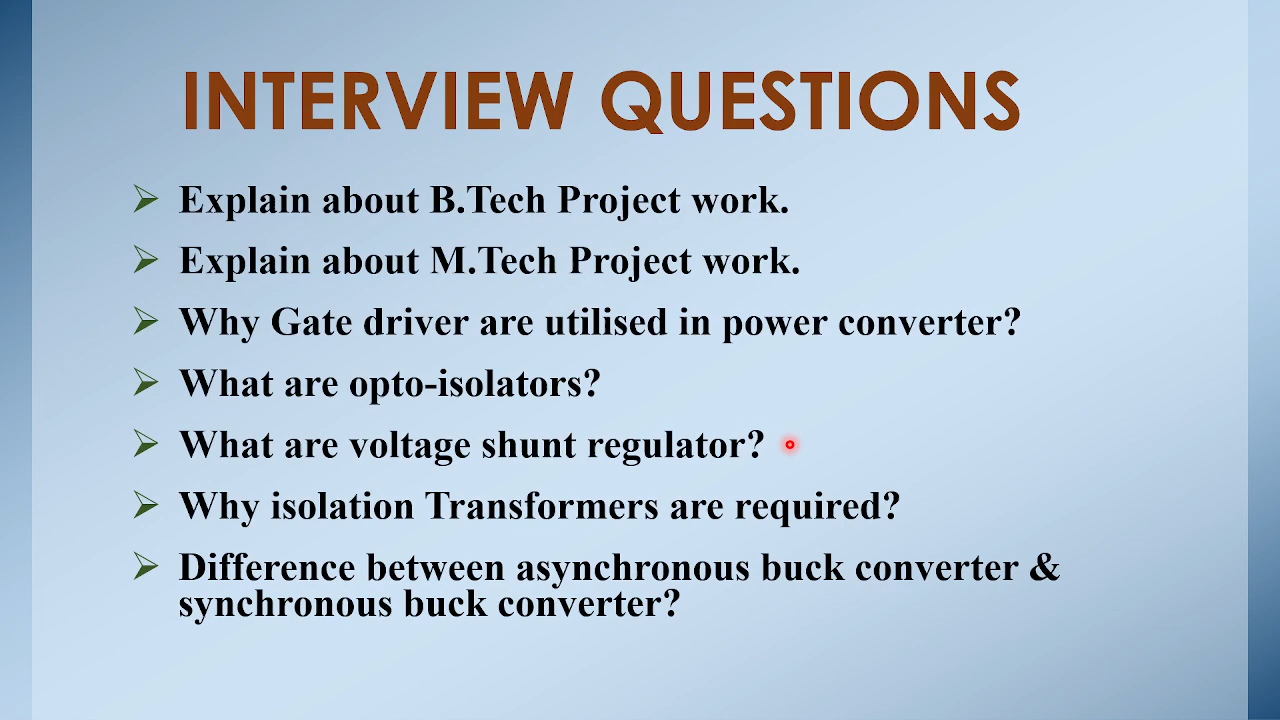 INTERVIEW QUESTIONS
Explain about B.Tech Project work.
Explain about M.Tech Project work.
Why Gate driver are utilised in power converter?
What are opto-isolators?
What are voltage shunt regulator?
Why isolation Transformers are required?
Difference between asynchronous buck converter &
synchronous buck converter?